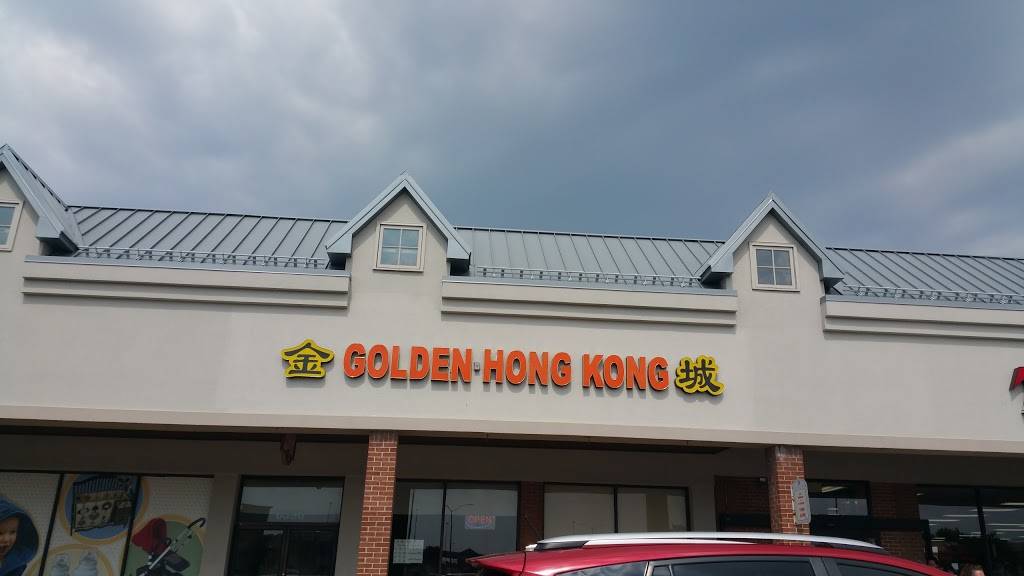 金 GOLDEN HONG KONG 城
OPEN